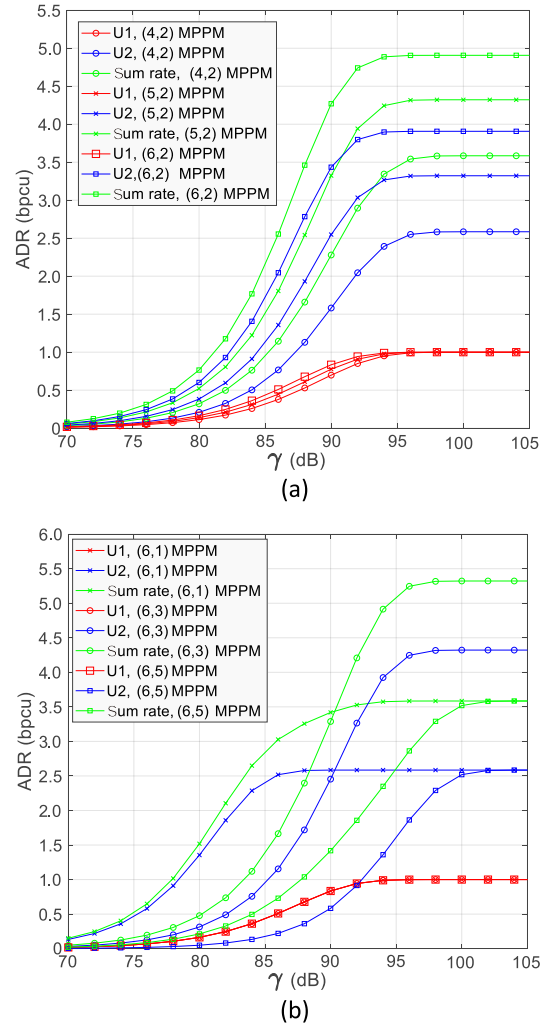 5.5
5.0
4.5
4.0
3.5
3.0
2.5
2.0
1.5
1.0
0.5
0
ADR (bpcu)
U1, (4,2) MPPM
U2, (4,2) MPPM
Sum rate, (4,2) MPPM
U1, (5,2) MPPM
U2, (5,2) MPPM
Sum rate, (5,2) MPPM
U1, (6,2) MPPM
U2,(6,2) MPPM
Sum rate, (6,2) MPPM
70 75 80 85 90 95 100 105
γ (dB)
(a)
6.0
5.5
5.0
4.5
4.0
3.5
3.0
2.5
2.0
1.5
1.0
0.5
0
ADR (bpcu)
U1, (6,1) MPPM
U2, (6,1) MPPM
Sum rate, (6,1) MPPM
U1, (6,3) MPPM
U2, (6,3) MPPM
Sum rate, (6,3) MPPM
U1, (6,5) MPPM
U2, (6,5) MPPM
Sum rate, (6,5) MPPM
70 75 80 85 90 95 100 105
γ (dB)
(b)